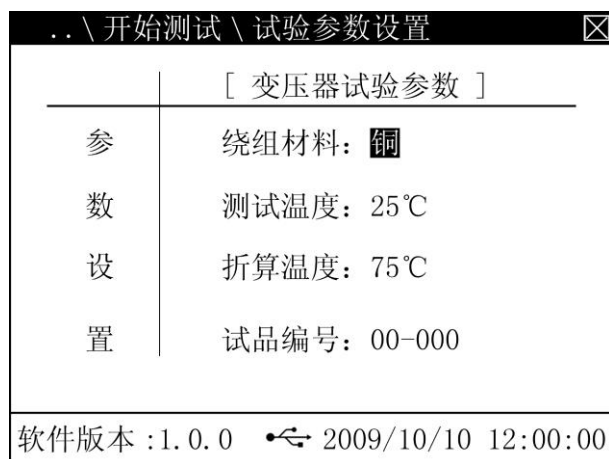 ..\开始测试\试验参数设置
[ 变压器试验参数 ]
参 绕组材料：铜
数 测试温度：25℃
设 折算温度：75℃
置 试品编号：00-000
软件版本:1.0.0 2009/10/10 12:00:00